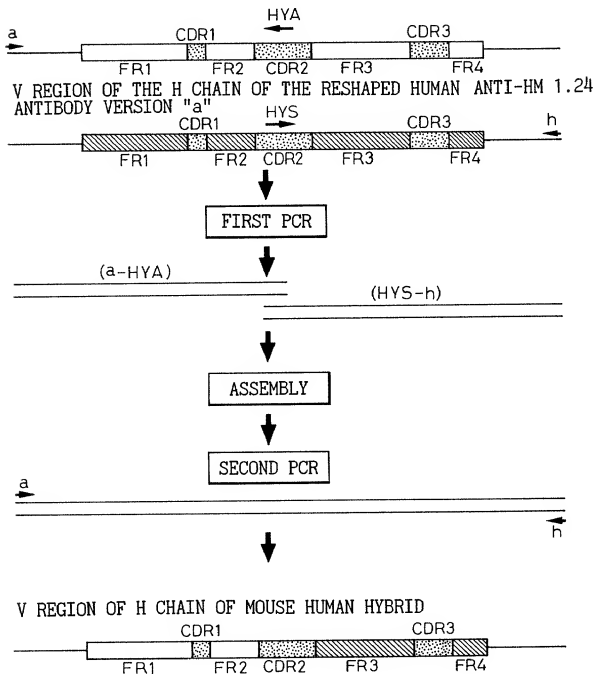 HYA
a
CDR1 CDR3
FR1 FR2 CDR2 FR3 FR4
V REGION OF THE H CHAIN OF THE RESHAPED HUMAN ANTI-HM 1.24
ANTIBODY VERSION "a"
HYS
CDR1 CDR3
h
FR1 FR2 CDR2 FR3 FR4
FIRST PCR
(a-HYA)
(HYS-h)
ASSEMBLY
SECOND PCR
a
h
V REGION OF H CHAIN OF MOUSE HUMAN HYBRID
CDR1 CDR3
FR1 FR2 CDR2 FR3 FR4